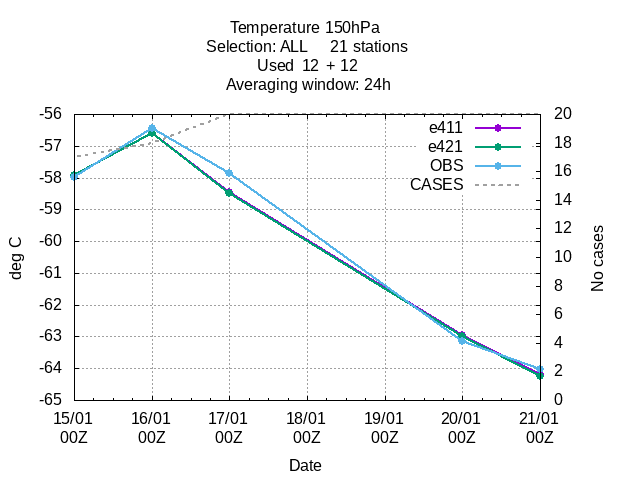 Temperature 150hPa
Selection: ALL     21 stations
Used  12  + 12
Averaging window: 24h
-56
-57
-58
-59
-60
-61
-62
-63
-64
-65
20
18
16
14
12
10
8
6
4
2
0
e411
e421
OBS
CASES
deg C
No cases
15/01 16/01 17/01 18/01 19/01 20/01 21/01
00Z 00Z 00Z 00Z 00Z 00Z 00Z
Date